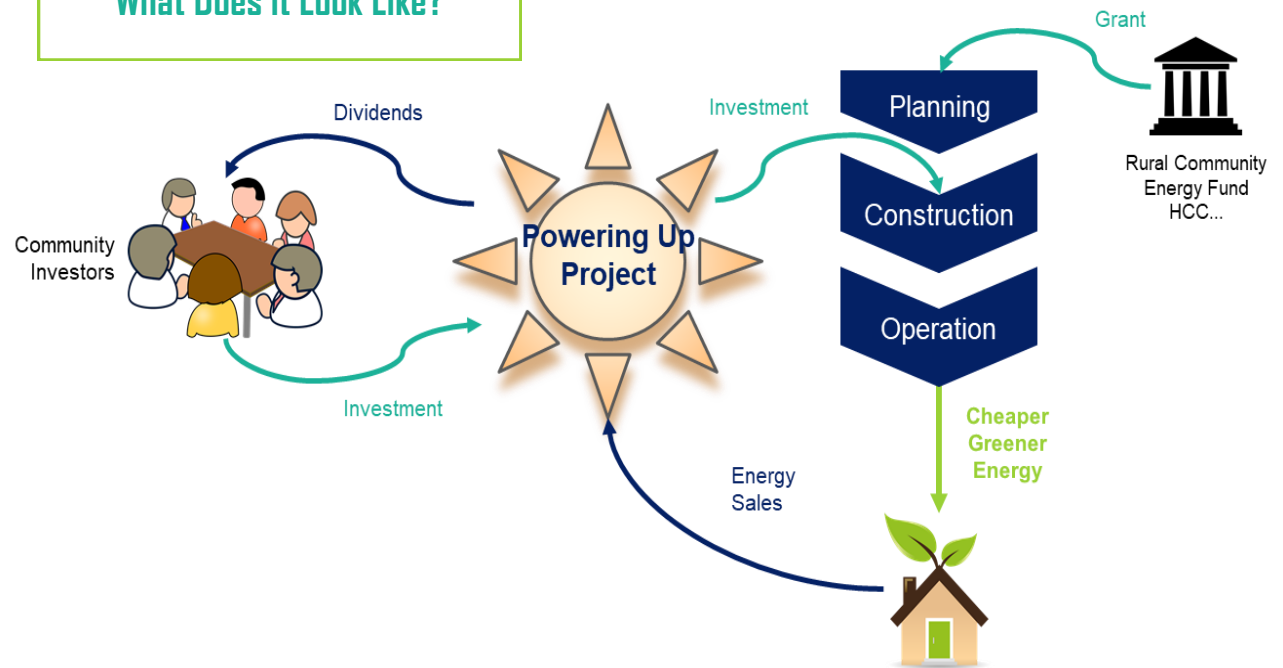 What Does it Look Like?
Grant
Dividends
Investment
Planning
Rural Community
Energy Fund
HCC...
Construction
Community
Investors
Powering Up
Project
Operation
Investment
Cheaper
Greener
Energy
Energy
Sales